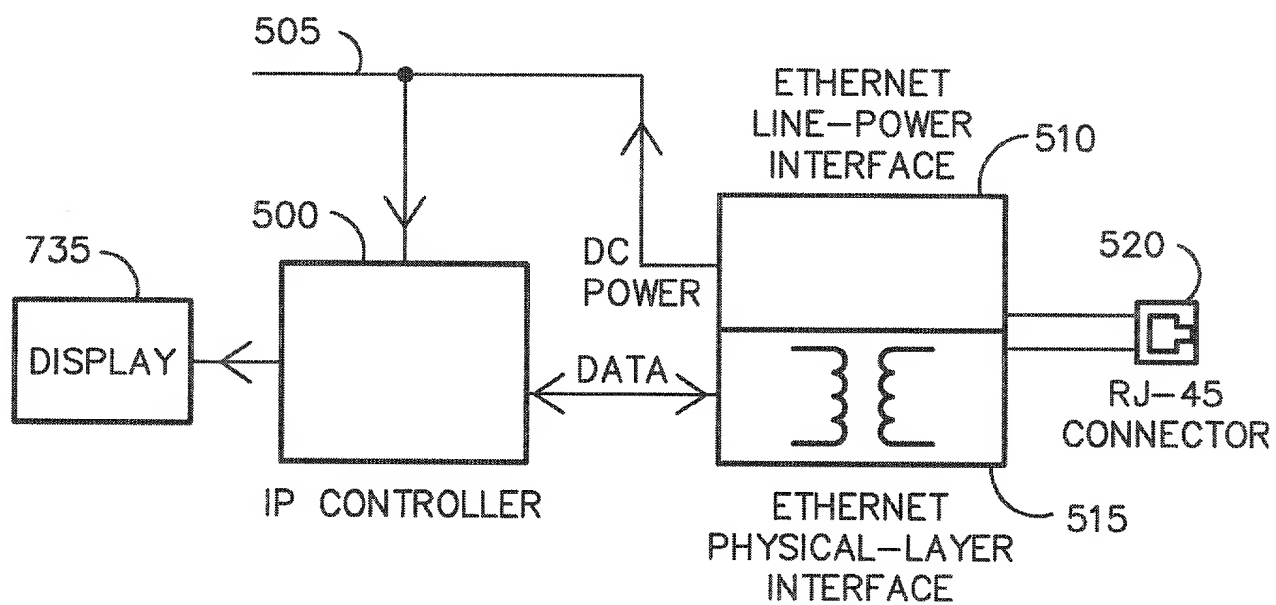 505
ETHERNET
LINE-POWER
INTERFACE
510
500
735
DC
POWER
520
DISPLAY
DATA
RJ-45
CONNECTOR
IP CONTROLLER
ETHERNET
PHYSICAL-LAYER
INTERFACE
515